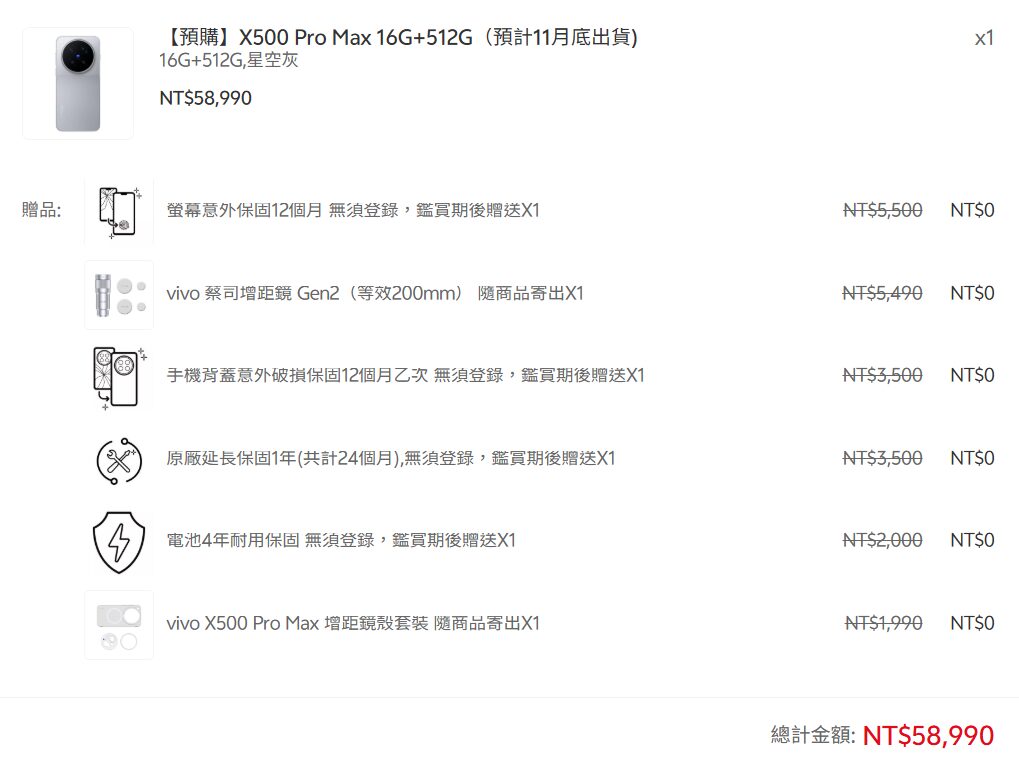 【預購】X500 Pro Max 16G+512G（預計11月底出貨)
x1
16G+512G,星空灰
NT$58,990
贈品:
螢幕意外保固12個月 無須登錄，鑑賞期後贈送X1
NT$5,500 NT$0
vivo 蔡司增距鏡 Gen2（等效200mm） 隨商品寄出X1
NT$5,490 NT$0
手機背蓋意外破損保固12個月乙次 無須登錄，鑑賞期後贈送X1
NT$3,500 NT$0
原廠延長保固1年(共計24個月),無須登錄，鑑賞期後贈送X1
NT$3,500 NT$0
電池4年耐用保固 無須登錄，鑑賞期後贈送X1
NT$2,000 NT$0
vivo X500 Pro Max 增距鏡殼套裝 隨商品寄出X1
NT$1,990 NT$0
總計金額: NT$58,990